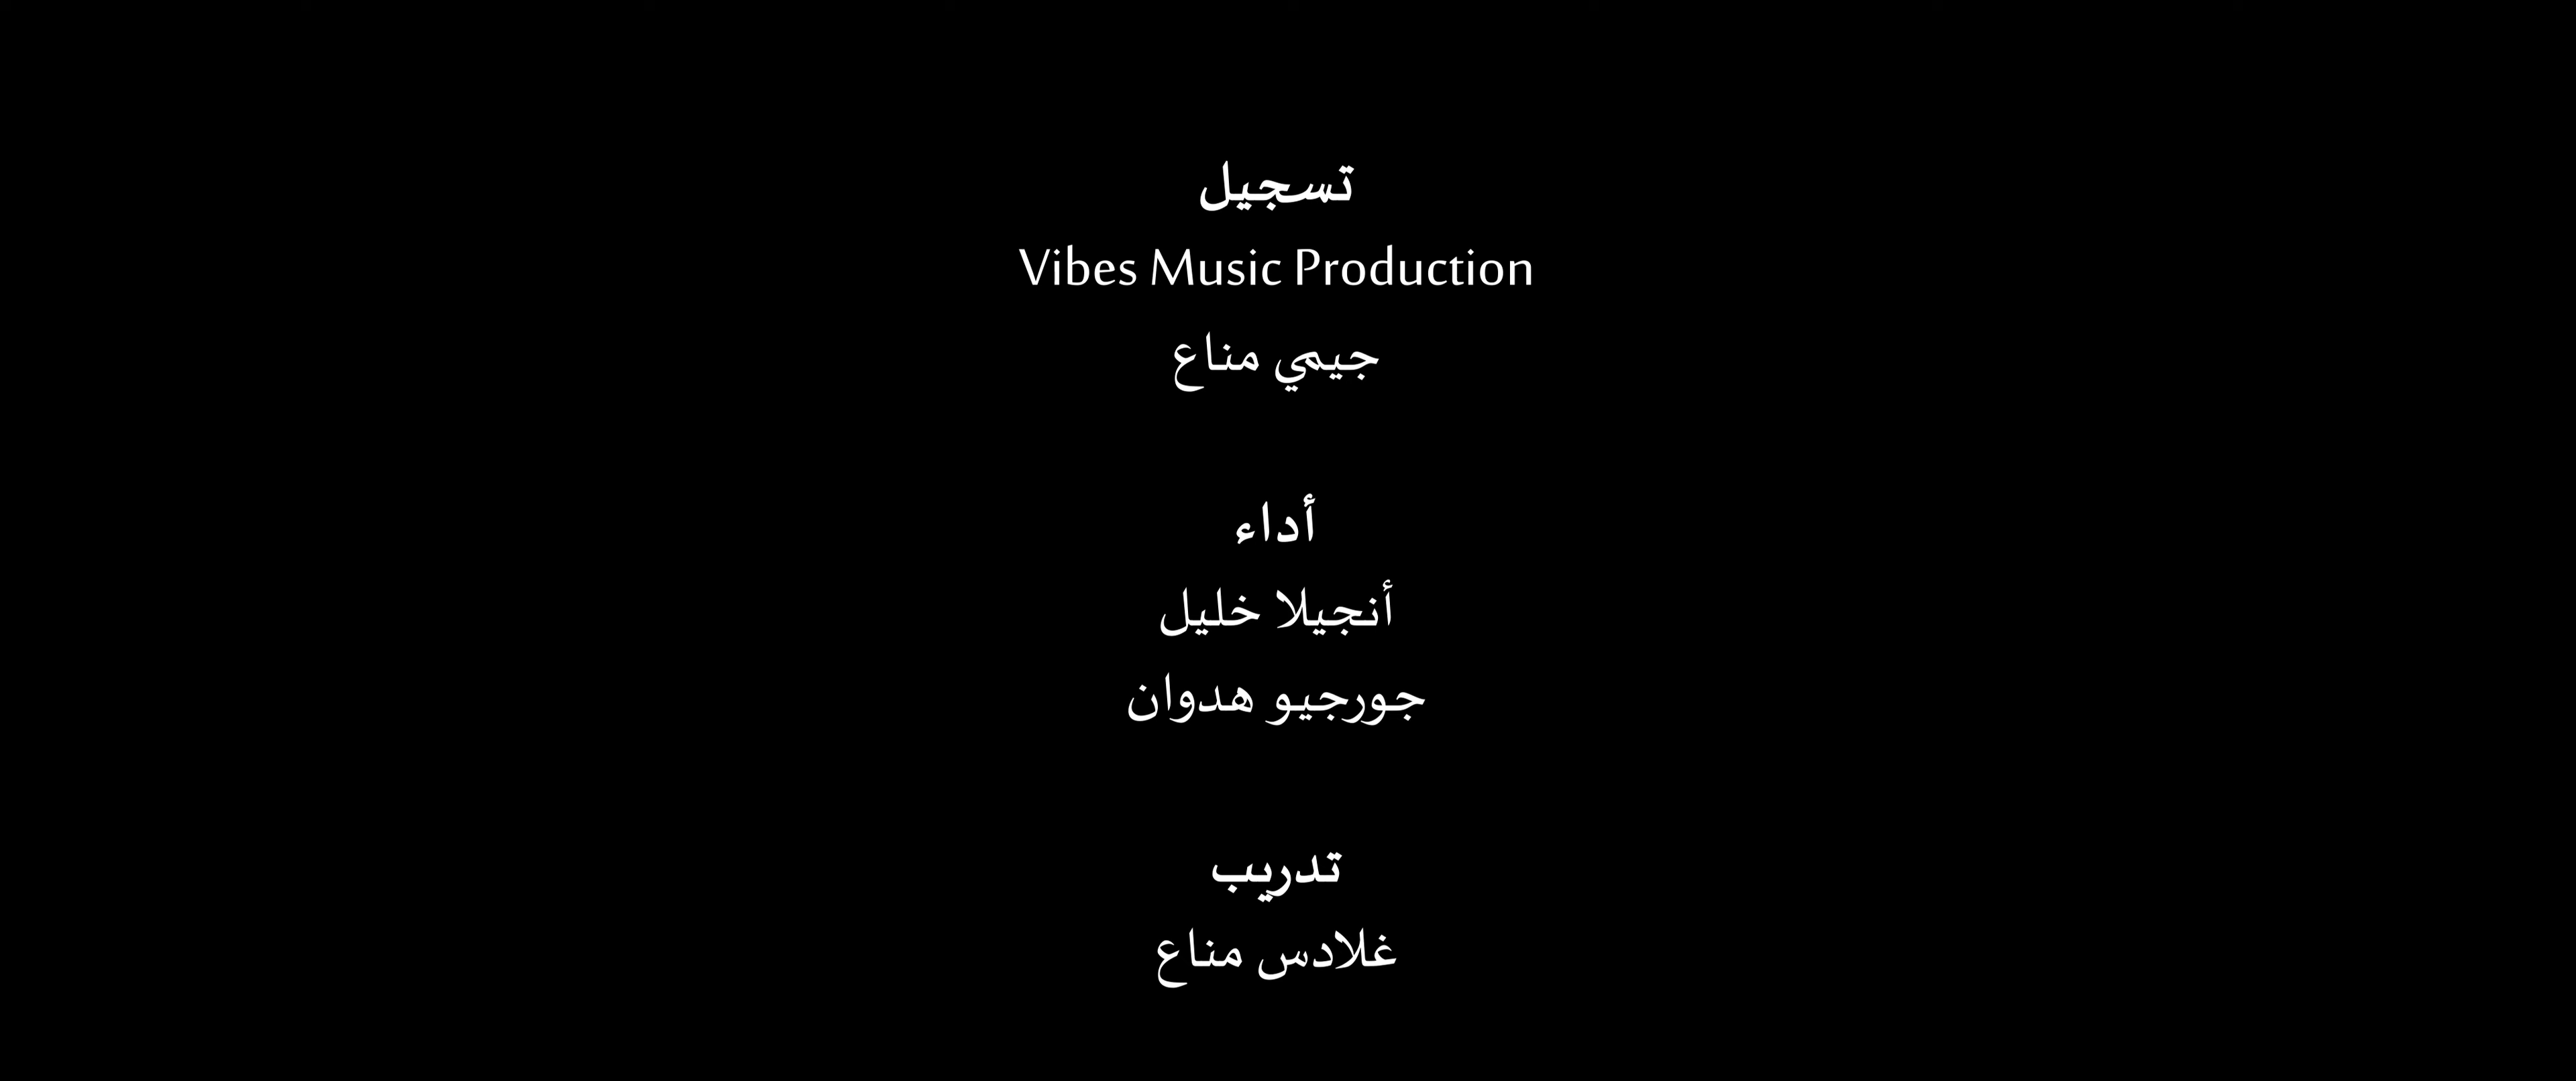 تسجيل
Vibes Music Production
جيمي مناع
أداء
أنجيلا خليل
جورجيو هدوان
تدريب
غلادس مناع